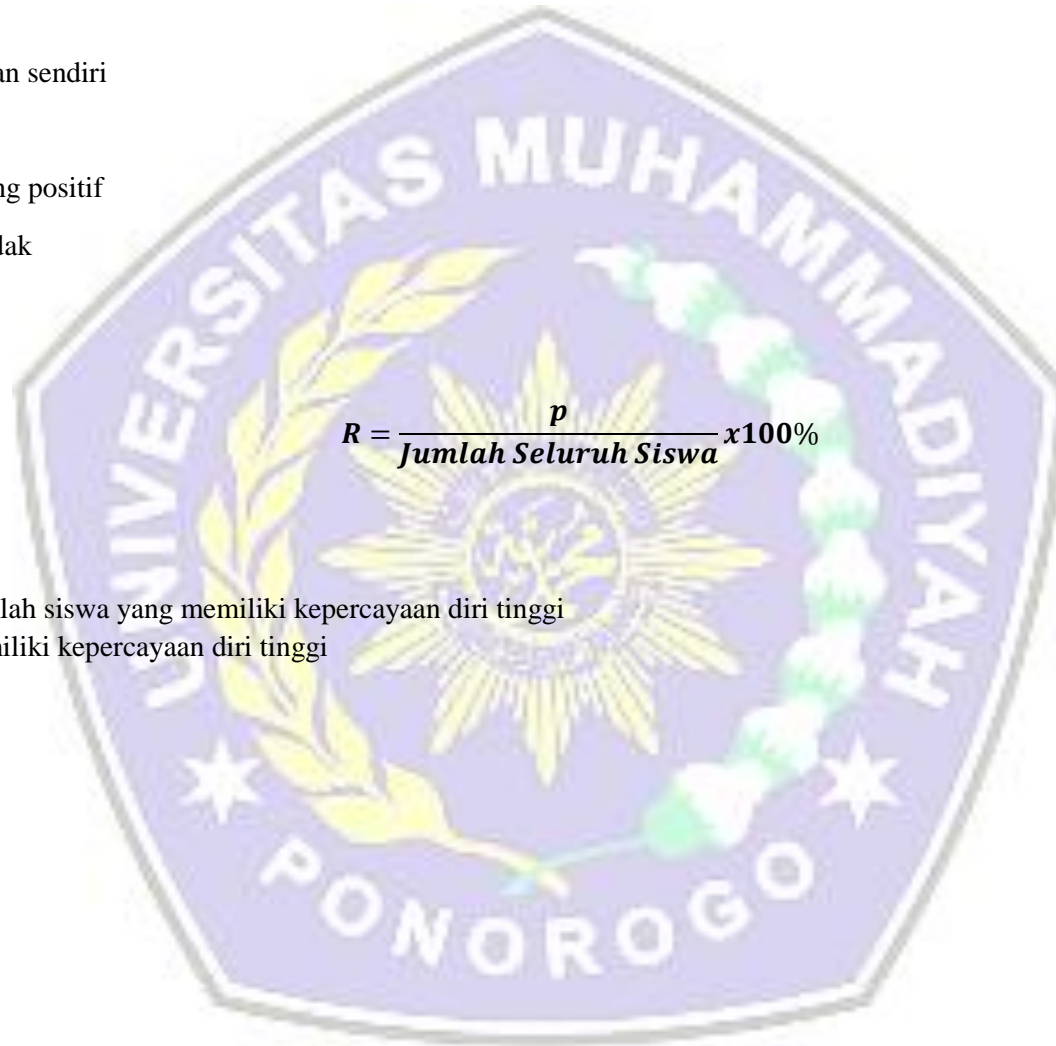 an sendiri
ng positif
dak
R = p / Jumlah Seluruh Siswa x100%
lah siswa yang memiliki kepercayaan diri tinggi
iliki kepercayaan diri tinggi
UNIVERSITAS MUHAMMADIYAH
PONOROGO